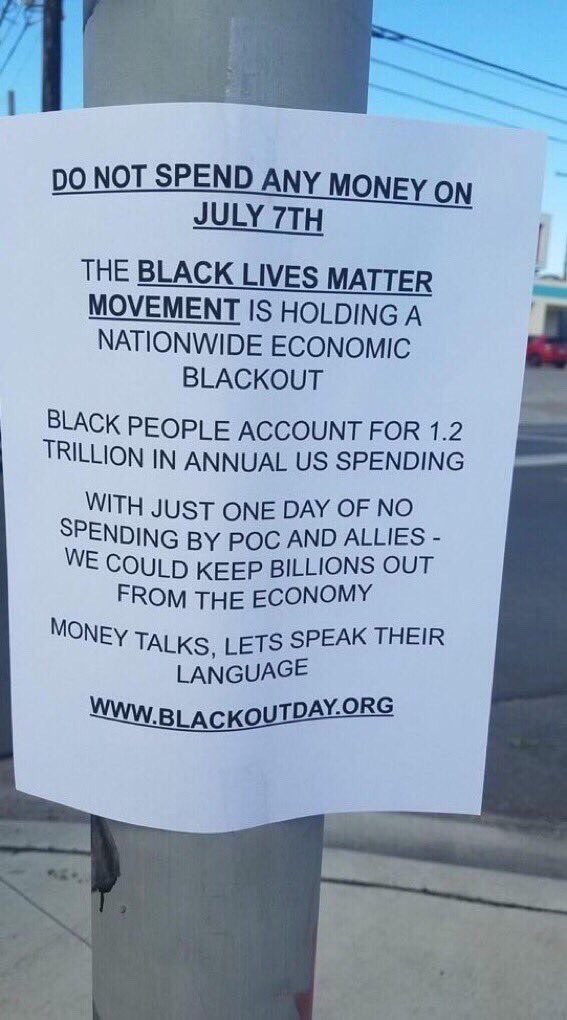 DO NOT SPEND ANY MONEY ON
JULY 7TH
THE BLACK LIVES MATTER
MOVEMENT IS HOLDING A
NATIONWIDE ECONOMIC
BLACKOUT
BLACK PEOPLE ACCOUNT FOR 1.2
TRILLION IN ANNUAL US SPENDING
WITH JUST ONE DAY OF NO
SPENDING BY POC AND ALLIES -
WE COULD KEEP BILLIONS OUT
FROM THE ECONOMY
MONEY TALKS, LETS SPEAK THEIR
LANGUAGE
WWW.BLACKOUTDAY.ORG